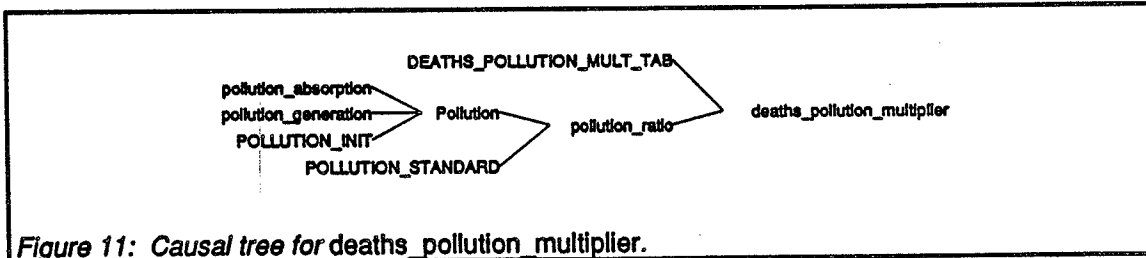 DEATHS_POLLUTION_MULT_TAB
pollution_absorption
pollution_generation
Pollution
deaths_pollution_multiplier
pollution_ratio
POLLUTION_INIT
POLLUTION_STANDARD
Figure 11: Causal tree for deaths_pollution_multiplier.